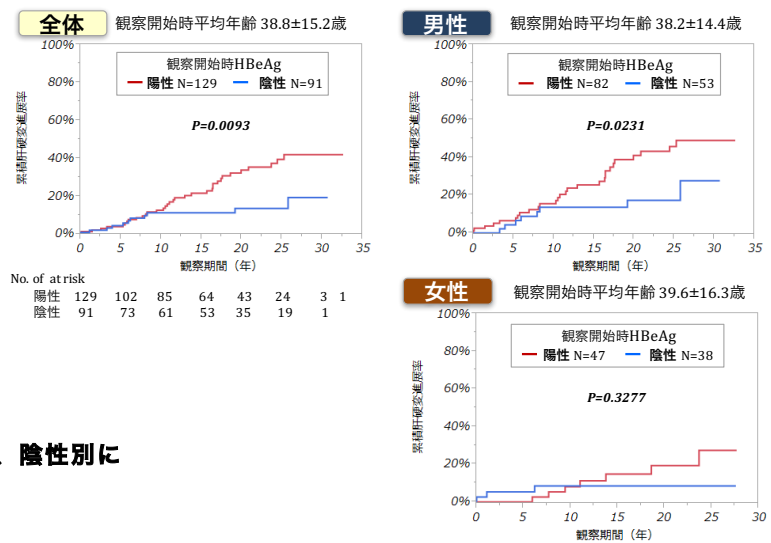 全体 観察開始時平均年齢 38.8±15.2歳
100%
80%
60%
40%
20%
0%
累積肝硬変進展率
観察開始時HBeAg
陽性 N=129 陰性 N=91
P=0.0093
0 5 10 15 20 25 30 35
観察期間（年）
No. of at risk
陽性 129 102 85 64 43 24 3 1
陰性 91 73 61 53 35 19 1
男性 観察開始時平均年齢 38.2±14.4歳
100%
80%
60%
40%
20%
0%
累積肝硬変進展率
観察開始時HBeAg
陽性 N=82 陰性 N=53
P=0.0231
0 5 10 15 20 25 30 35
観察期間（年）
女性 観察開始時平均年齢 39.6±16.3歳
100%
80%
60%
40%
20%
0%
累積肝硬変進展率
観察開始時HBeAg
陽性 N=47 陰性 N=38
P=0.3277
0 5 10 15 20 25 30
観察期間（年）
、陰性別に